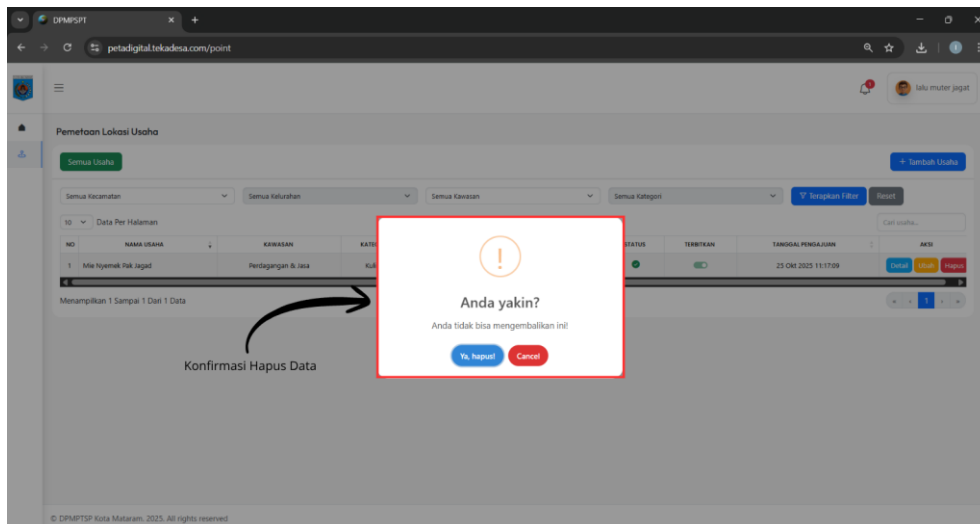 DPMPSPT
petadigital.tekadesa.com/point
lalu muter jagat
Pemetaan Lokasi Usaha
Semua Usaha
+ Tambah Usaha
Semua Kecamatan
Semua Kelurahan
Semua Kawasan
Semua Kategori
Terapkan Filter
Reset
10 Data Per Halaman
Cari usaha...
NO NAMA USAHA KAWASAN KATE STATUS TERBITKAN TANGGAL PENGAJUAN AKSI
1 Mie Nyemek Pak Jagad Perdagangan & Jasa Kuli 25 Okt 2025 11:17:09 Detail Ubah Hapus
Menampilkan 1 Sampai 1 Dari 1 Data
« ‹ 1 › »
Anda yakin?
Anda tidak bisa mengembalikan ini!
Ya, hapus!
Cancel
Konfirmasi Hapus Data
© DPMPTSP Kota Mataram. 2025. All rights reserved